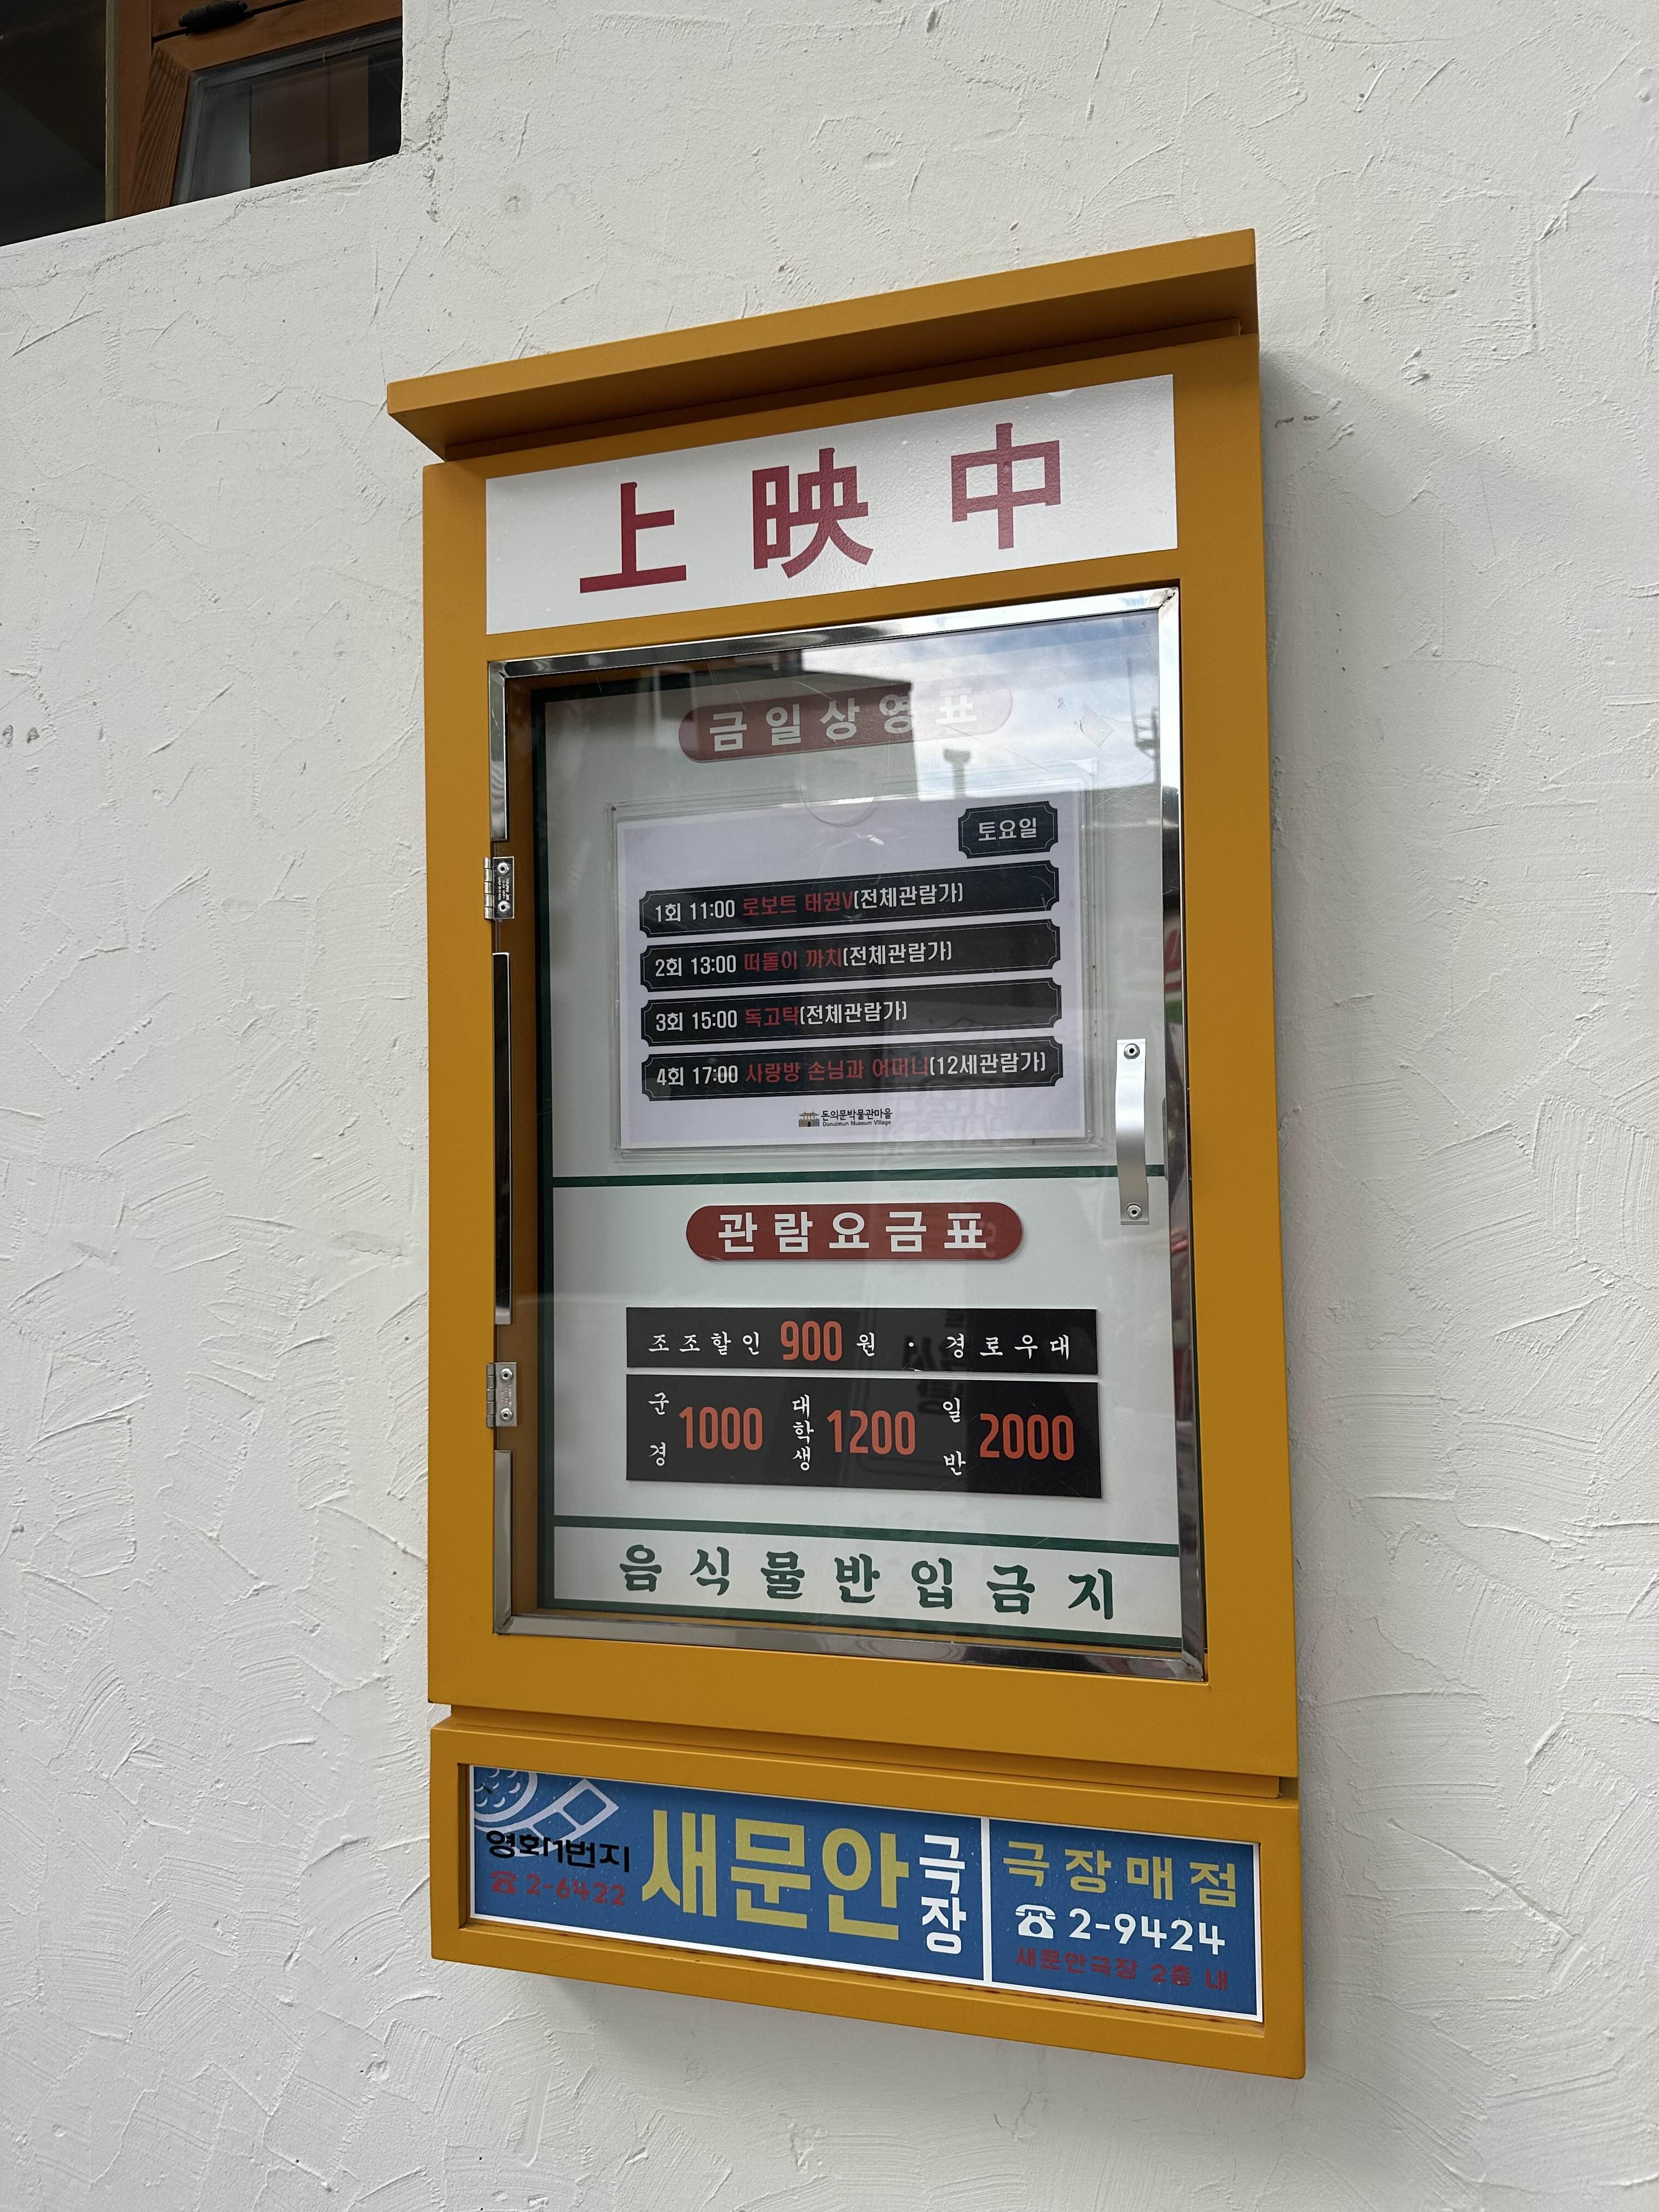 上映中
금일상영표
토요일
1회 11:00 로보트 태권V(전체관람가)
2회 13:00 떠돌이 까치(전체관람가)
3회 15:00 독고탁(전체관람가)
4회 17:00 사랑방 손님과 어머니(12세관람가)
돈의문박물관마을
Donuimun Museum Village
관람요금표
조조할인 900원 · 경로우대
군경 1000 대학생 1200 일반 2000
음식물반입금지
영화1번지
☎ 2-6422
새문안극장
극장매점
☎ 2-9424
새문안극장 2층 내